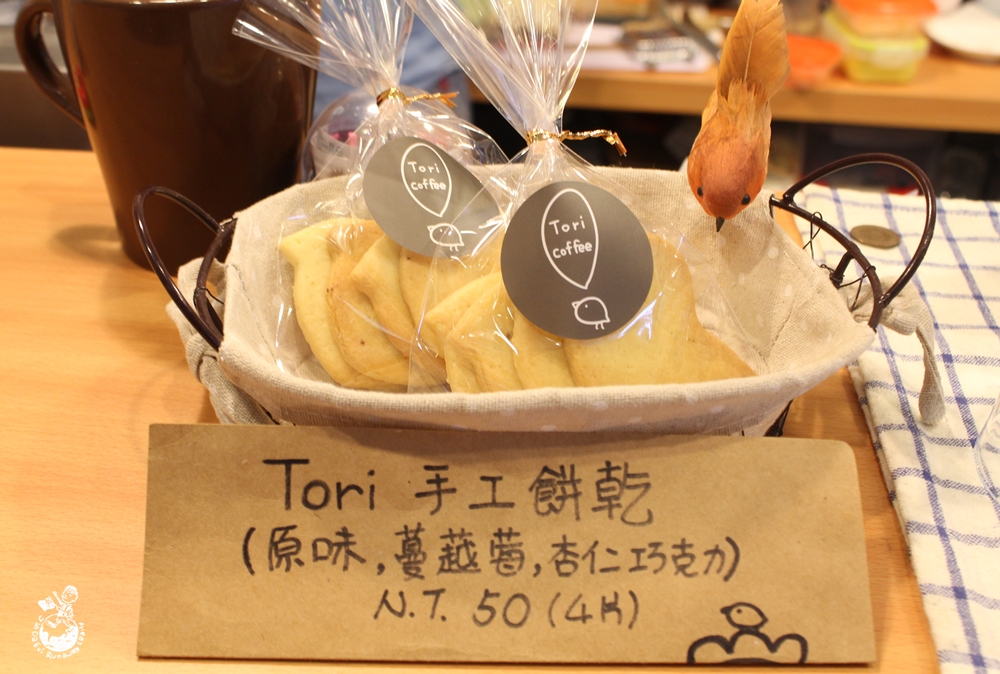 Tori
coffee
Tori
coffee
Tori 手工餅乾
(原味,蔓越莓,杏仁巧克力)
N.T. 50 (4片)